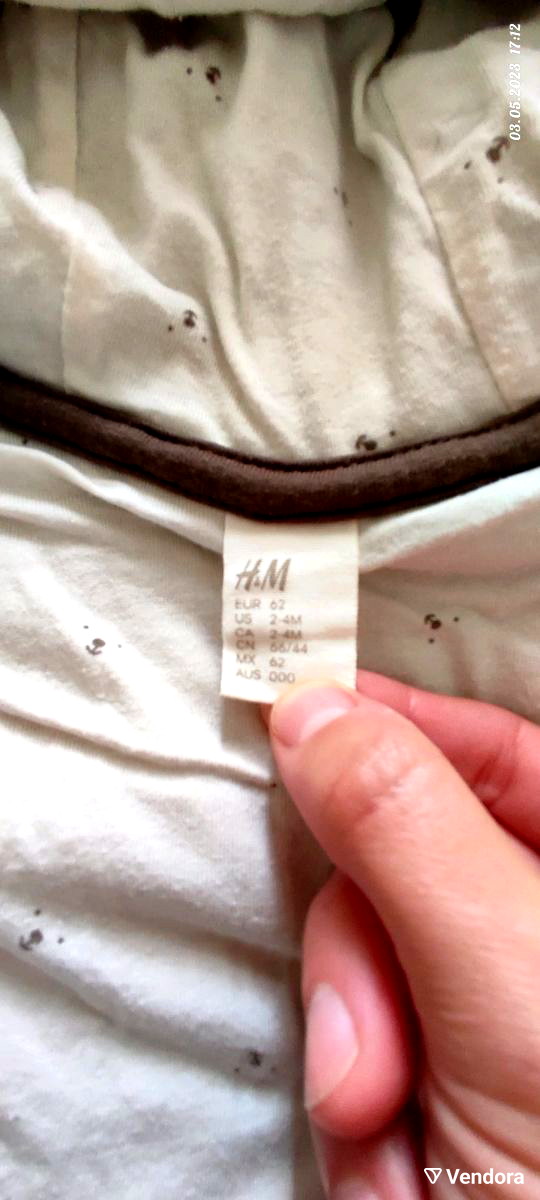 03.05.2023 17:12
H&M
EUR 62
US 2-4M
CA 2-4M
CN 66/44
MX 62
AUS 000
Vendora